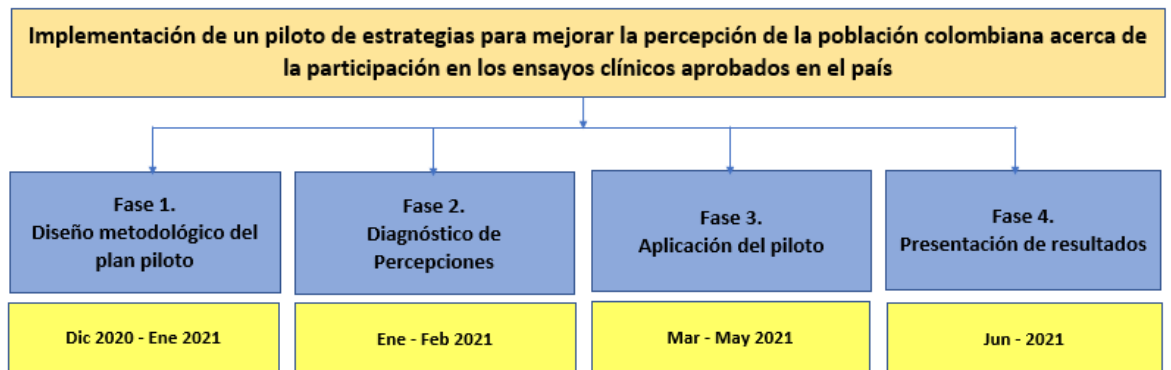 Implementación de un piloto de estrategias para mejorar la percepción de la población colombiana acerca de
la participación en los ensayos clínicos aprobados en el país
Fase 1.
Diseño metodológico del
plan piloto
Fase 2.
Diagnóstico de
Percepciones
Fase 3.
Aplicación del piloto
Fase 4.
Presentación de resultados
Dic 2020 - Ene 2021
Ene - Feb 2021
Mar - May 2021
Jun - 2021